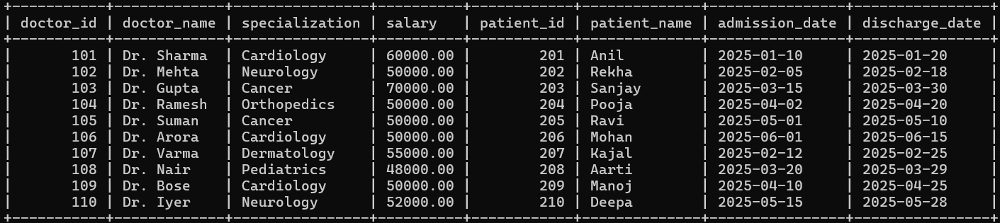 +-----------+-------------+----------------+----------+------------+--------------+----------------+----------------+
| doctor_id | doctor_name | specialization | salary   | patient_id | patient_name | admission_date | discharge_date |
+-----------+-------------+----------------+----------+------------+--------------+----------------+----------------+
|       101 | Dr. Sharma  | Cardiology     | 60000.00 |        201 | Anil         | 2025-01-10     | 2025-01-20     |
|       102 | Dr. Mehta   | Neurology      | 50000.00 |        202 | Rekha        | 2025-02-05     | 2025-02-18     |
|       103 | Dr. Gupta   | Cancer         | 70000.00 |        203 | Sanjay       | 2025-03-15     | 2025-03-30     |
|       104 | Dr. Ramesh  | Orthopedics    | 50000.00 |        204 | Pooja        | 2025-04-02     | 2025-04-20     |
|       105 | Dr. Suman   | Cancer         | 50000.00 |        205 | Ravi         | 2025-05-01     | 2025-05-10     |
|       106 | Dr. Arora   | Cardiology     | 50000.00 |        206 | Mohan        | 2025-06-01     | 2025-06-15     |
|       107 | Dr. Varma   | Dermatology    | 55000.00 |        207 | Kajal        | 2025-02-12     | 2025-02-25     |
|       108 | Dr. Nair    | Pediatrics     | 48000.00 |        208 | Aarti        | 2025-03-20     | 2025-03-29     |
|       109 | Dr. Bose    | Cardiology     | 50000.00 |        209 | Manoj        | 2025-04-10     | 2025-04-25     |
|       110 | Dr. Iyer    | Neurology      | 52000.00 |        210 | Deepa        | 2025-05-15     | 2025-05-28     |
+-----------+-------------+----------------+----------+------------+--------------+----------------+----------------+